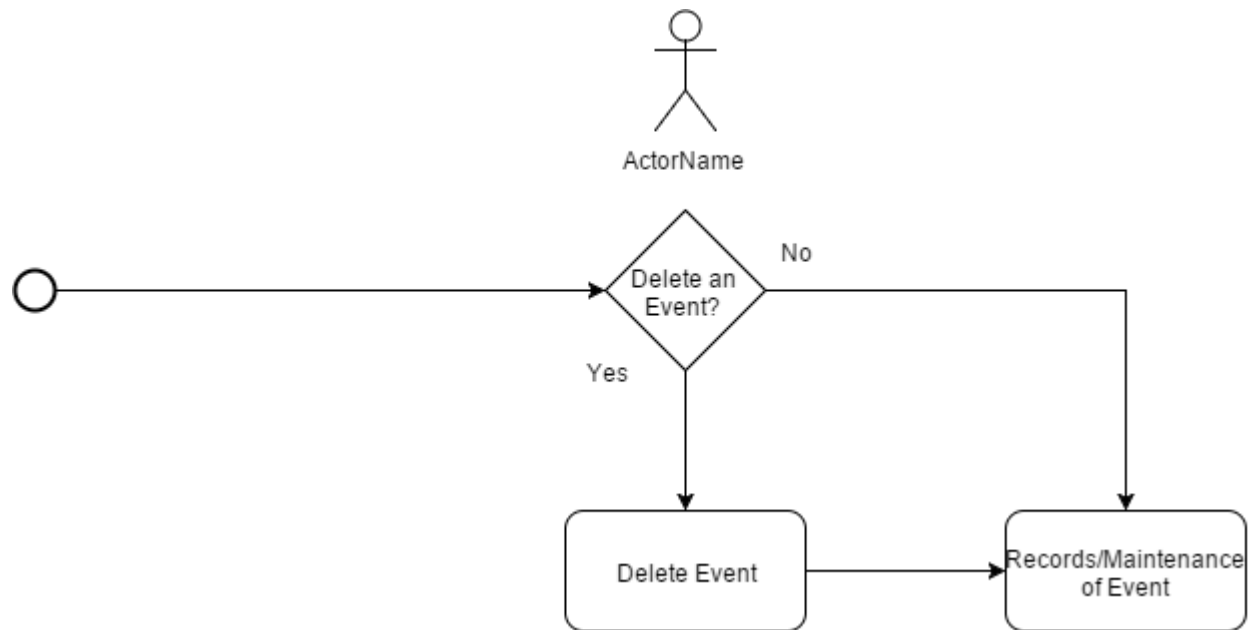 ActorName
No
Delete an
Event?
Yes
Delete Event
Records/Maintenance
of Event